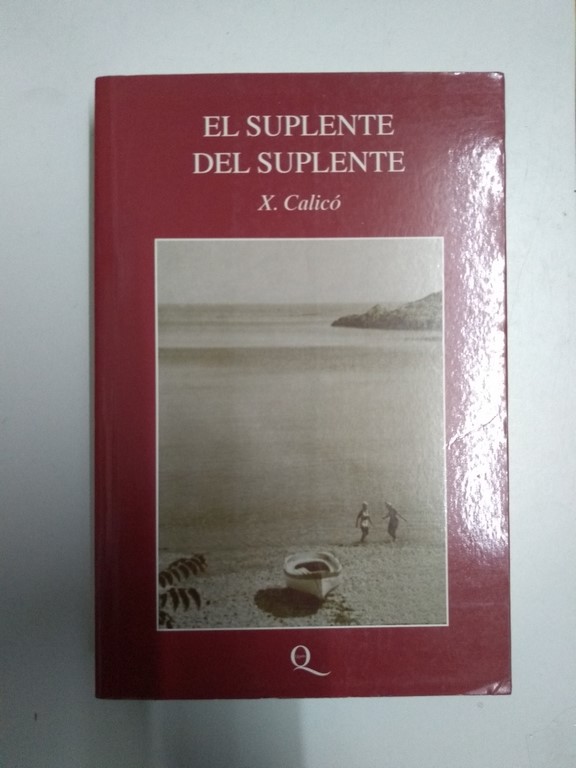 EL SUPLENTE
DEL SUPLENTE
X. Calicó
Q